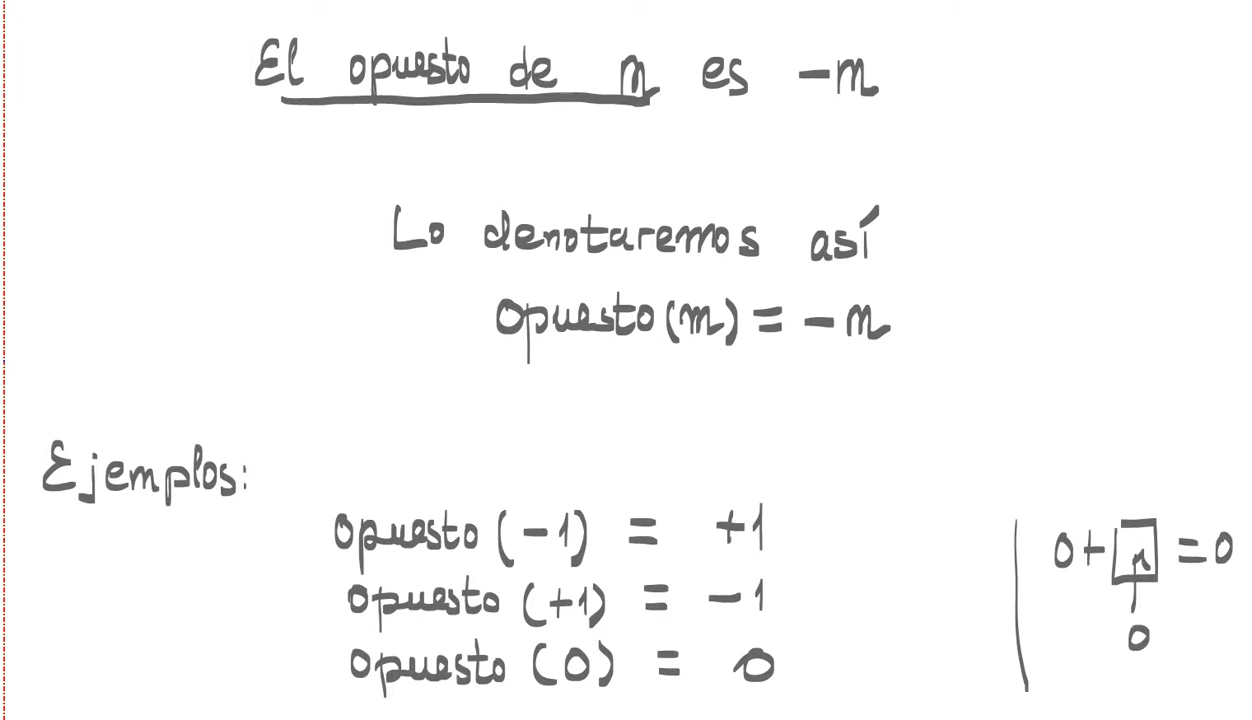 El opuesto de m es -m
Lo denotaremos así
opuesto(m) = -m
Ejemplos:
opuesto (-1) = +1
opuesto (+1) = -1
opuesto (0) = 0
0+ = 0
0